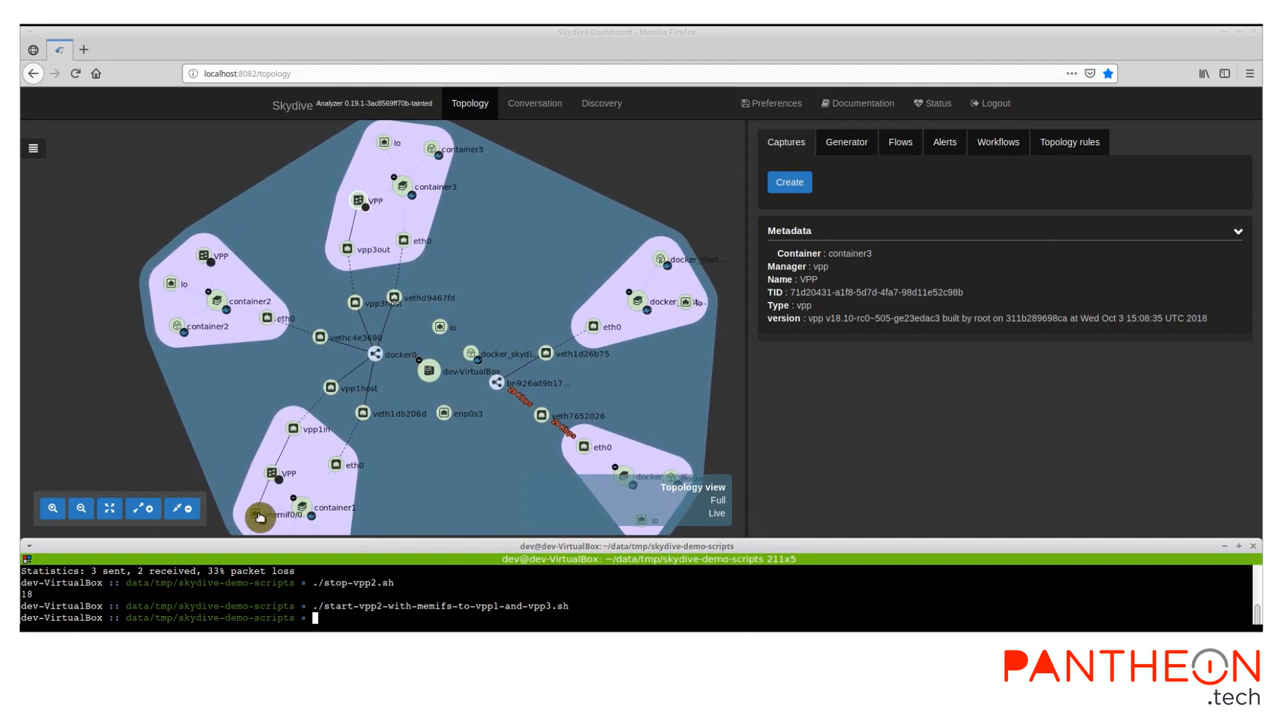 Skydive Dashboard - Mozilla Firefox
localhost:8082/topology
Skydive Analyzer 0.19.1-3ac8569ff70b-tainted
Topology
Conversation
Discovery
Preferences
Documentation
Status
Logout
lo
container3
container3
VPP
vpp3out
eth0
VPP
lo
container2
container2
eth0
vethd9467fd
lo
vethc4e3690
docker0
docker_skydi...
dev-VirtualBox
vpp1host
veth1db206d
enp0s3
docker_elast...
lo
eth0
veth1d26b75
br-926ad9b17...
veth7652026
eth0
lo
vpp1in
eth0
VPP
container1
memif0/0
Topology view
Full
Live
Captures
Generator
Flows
Alerts
Workflows
Topology rules
Create
Metadata
Container : container3
Manager : vpp
Name : VPP
TID : 71d20431-a1f8-5d7d-4fa7-98d11e52c98b
Type : vpp
version : vpp v18.10-rc0~505-ge23edac3 built by root on 311b289698ca at Wed Oct 3 15:08:35 UTC 2018
dev@dev-VirtualBox: ~/data/tmp/skydive-demo-scripts
dev@dev-VirtualBox: ~/data/tmp/skydive-demo-scripts 211x5
Statistics: 3 sent, 2 received, 33% packet loss
dev-VirtualBox :: data/tmp/skydive-demo-scripts » ./stop-vpp2.sh
18
dev-VirtualBox :: data/tmp/skydive-demo-scripts » ./start-vpp2-with-memifs-to-vpp1-and-vpp3.sh
dev-VirtualBox :: data/tmp/skydive-demo-scripts »
PANTHEON
.tech